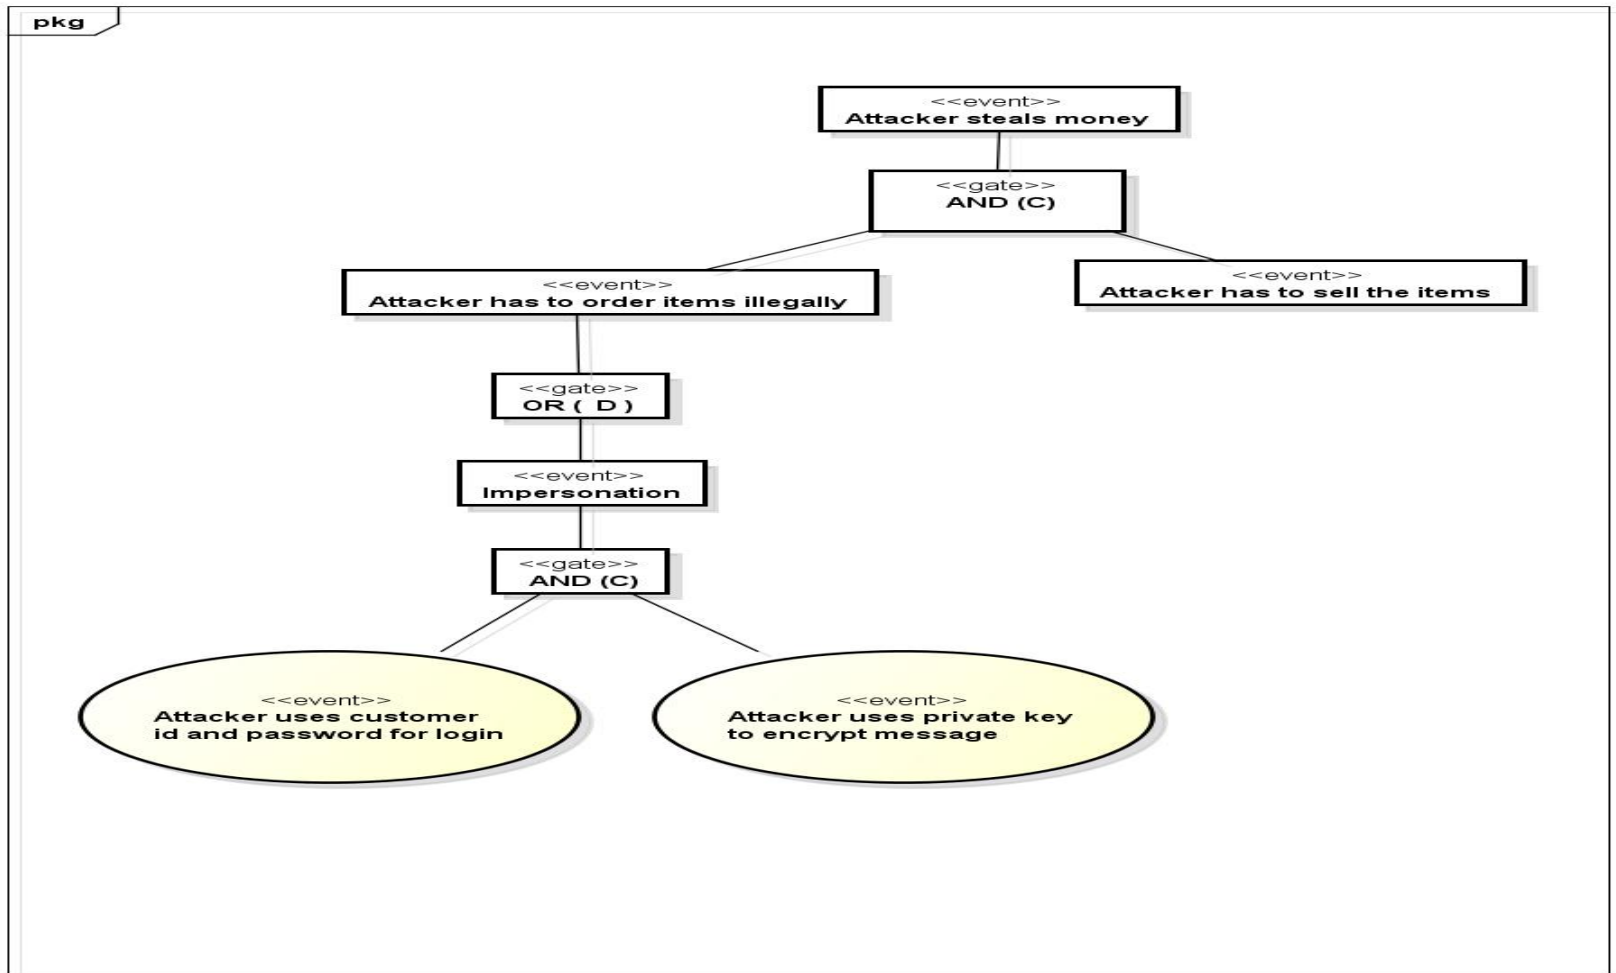 pkg
<<event>>
Attacker steals money
<<gate>>
AND (C)
<<event>>
Attacker has to order items illegally
<<event>>
Attacker has to sell the items
<<gate>>
OR ( D )
<<event>>
Impersonation
<<gate>>
AND (C)
<<event>>
Attacker uses customer
id and password for login
<<event>>
Attacker uses private key
to encrypt message